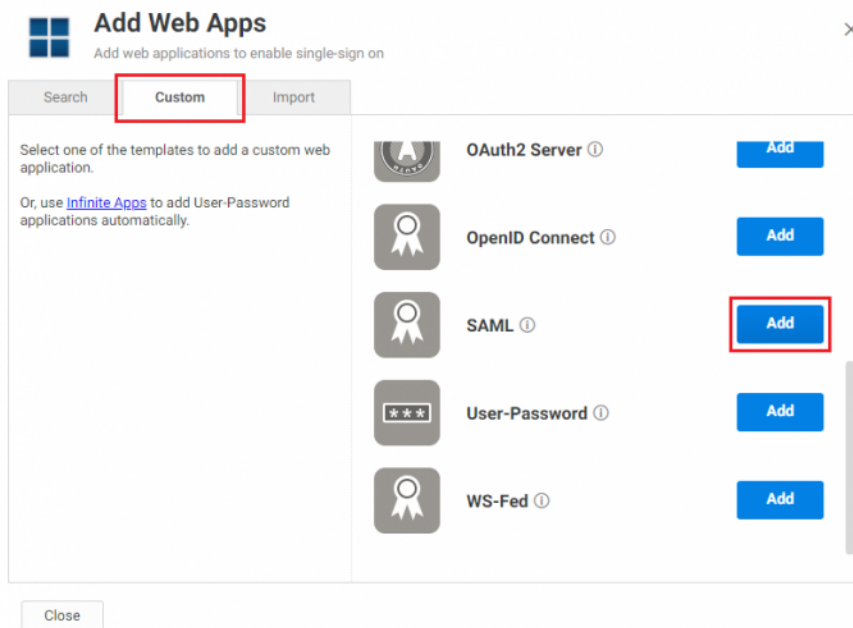 Add Web Apps
Add web applications to enable single-sign on
Search
Custom
Import
Select one of the templates to add a custom web
application.
Or, use Infinite Apps to add User-Password
applications automatically.
OAuth2 Server
Add
OpenID Connect
Add
SAML
Add
User-Password
Add
WS-Fed
Add
Close